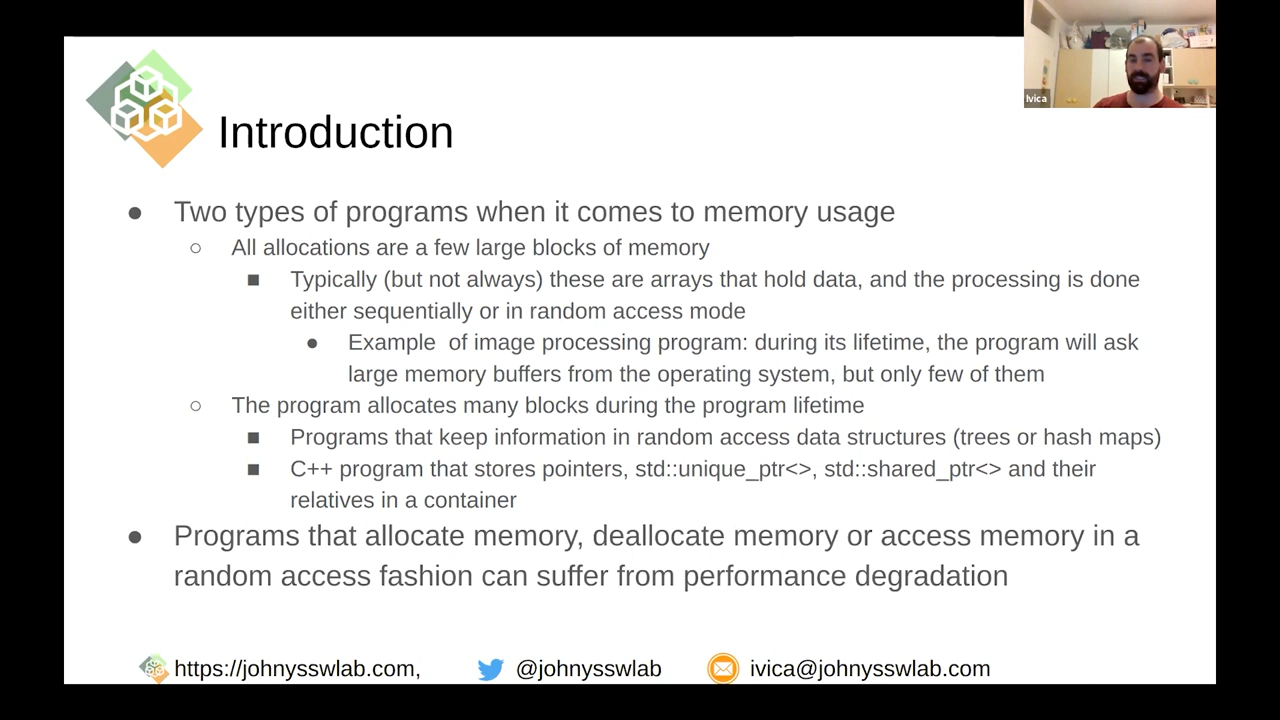 Ivica
Introduction
● Two types of programs when it comes to memory usage
○ All allocations are a few large blocks of memory
■ Typically (but not always) these are arrays that hold data, and the processing is done
either sequentially or in random access mode
● Example  of image processing program: during its lifetime, the program will ask
large memory buffers from the operating system, but only few of them
○ The program allocates many blocks during the program lifetime
■ Programs that keep information in random access data structures (trees or hash maps)
■ C++ program that stores pointers, std::unique_ptr<>, std::shared_ptr<> and their
relatives in a container
● Programs that allocate memory, deallocate memory or access memory in a
random access fashion can suffer from performance degradation
https://johnysswlab.com, @johnysswlab ivica@johnysswlab.com